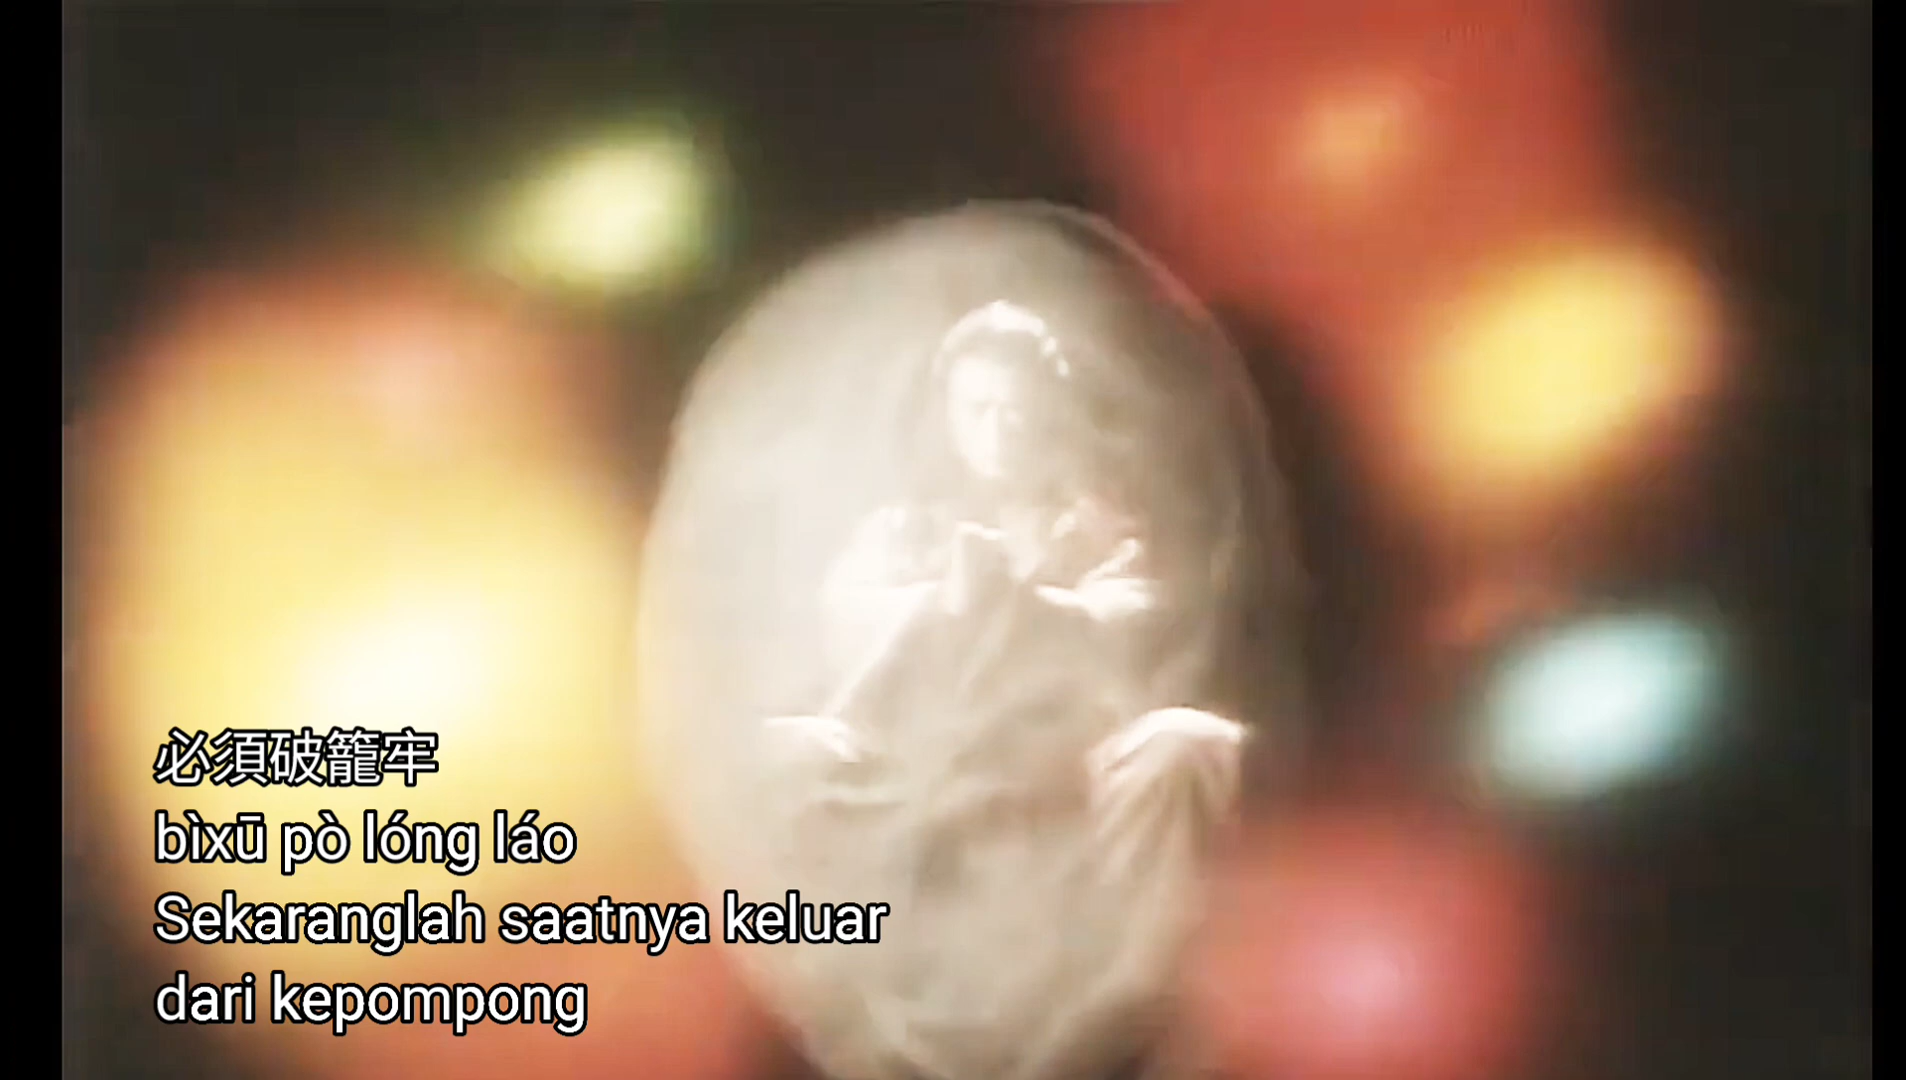 必須破籠牢
bìxū pò lóng láo
Sekaranglah saatnya keluar
dari kepompong